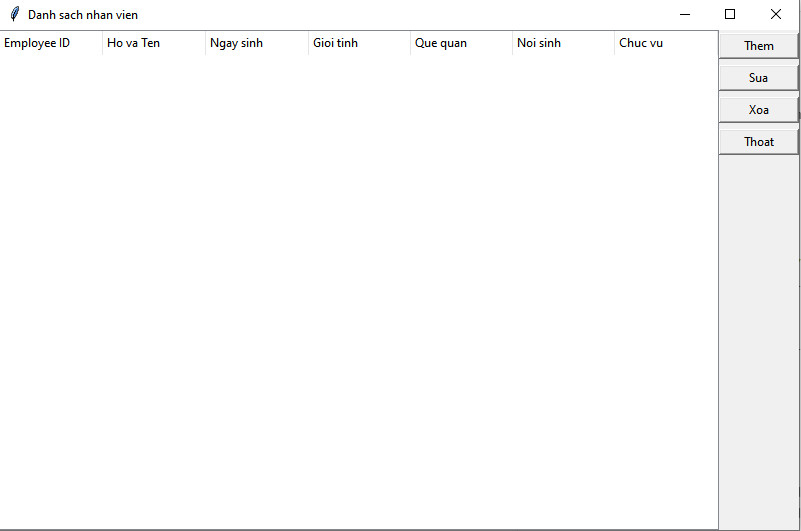 Danh sach nhan vien
Employee ID Ho va Ten Ngay sinh Gioi tinh Que quan Noi sinh Chuc vu
Them
Sua
Xoa
Thoat